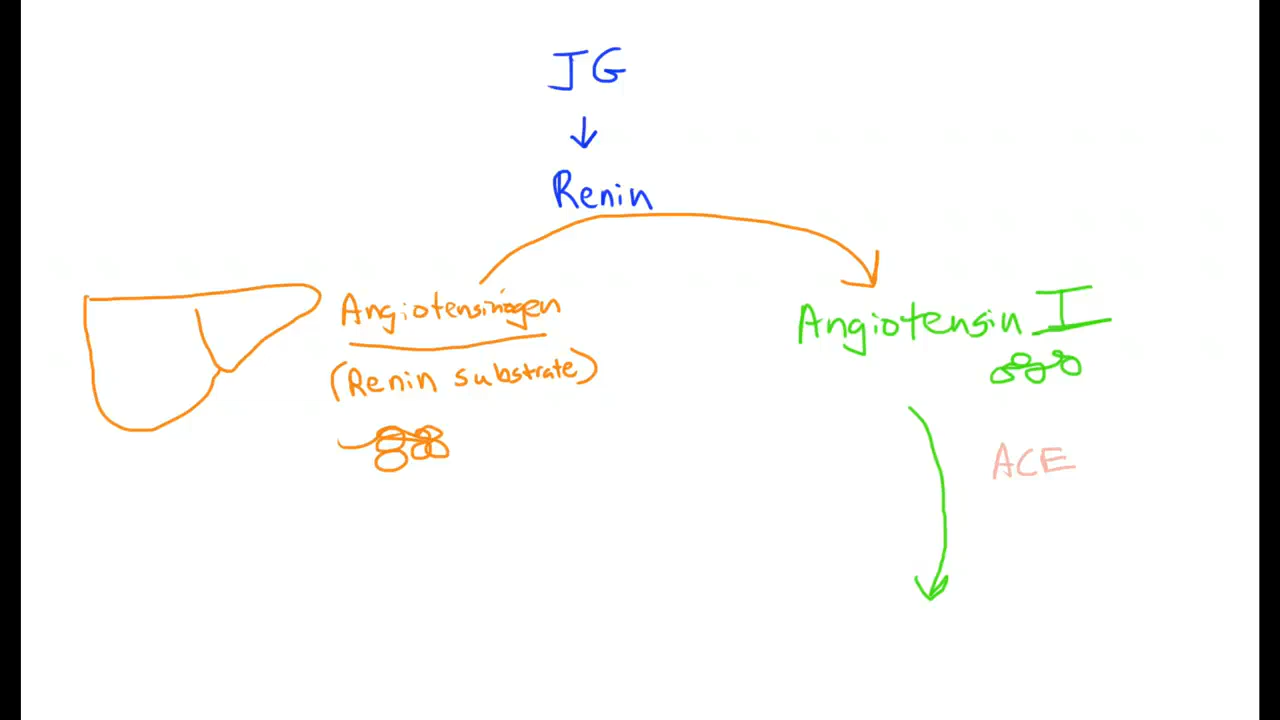 JG
Renin
Angiotensinogen
(Renin substrate)
Angiotensin I
ACE